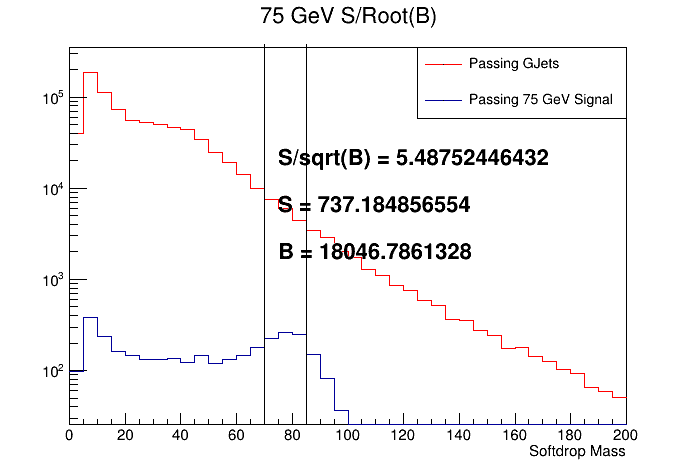 75 GeV S/Root(B)
Passing GJets
Passing 75 GeV Signal
S/sqrt(B) = 5.48752446432
S = 737.184856554
B = 18046.7861328
10^5
10^4
10^3
10^2
0 20 40 60 80 100 120 140 160 180 200
Softdrop Mass